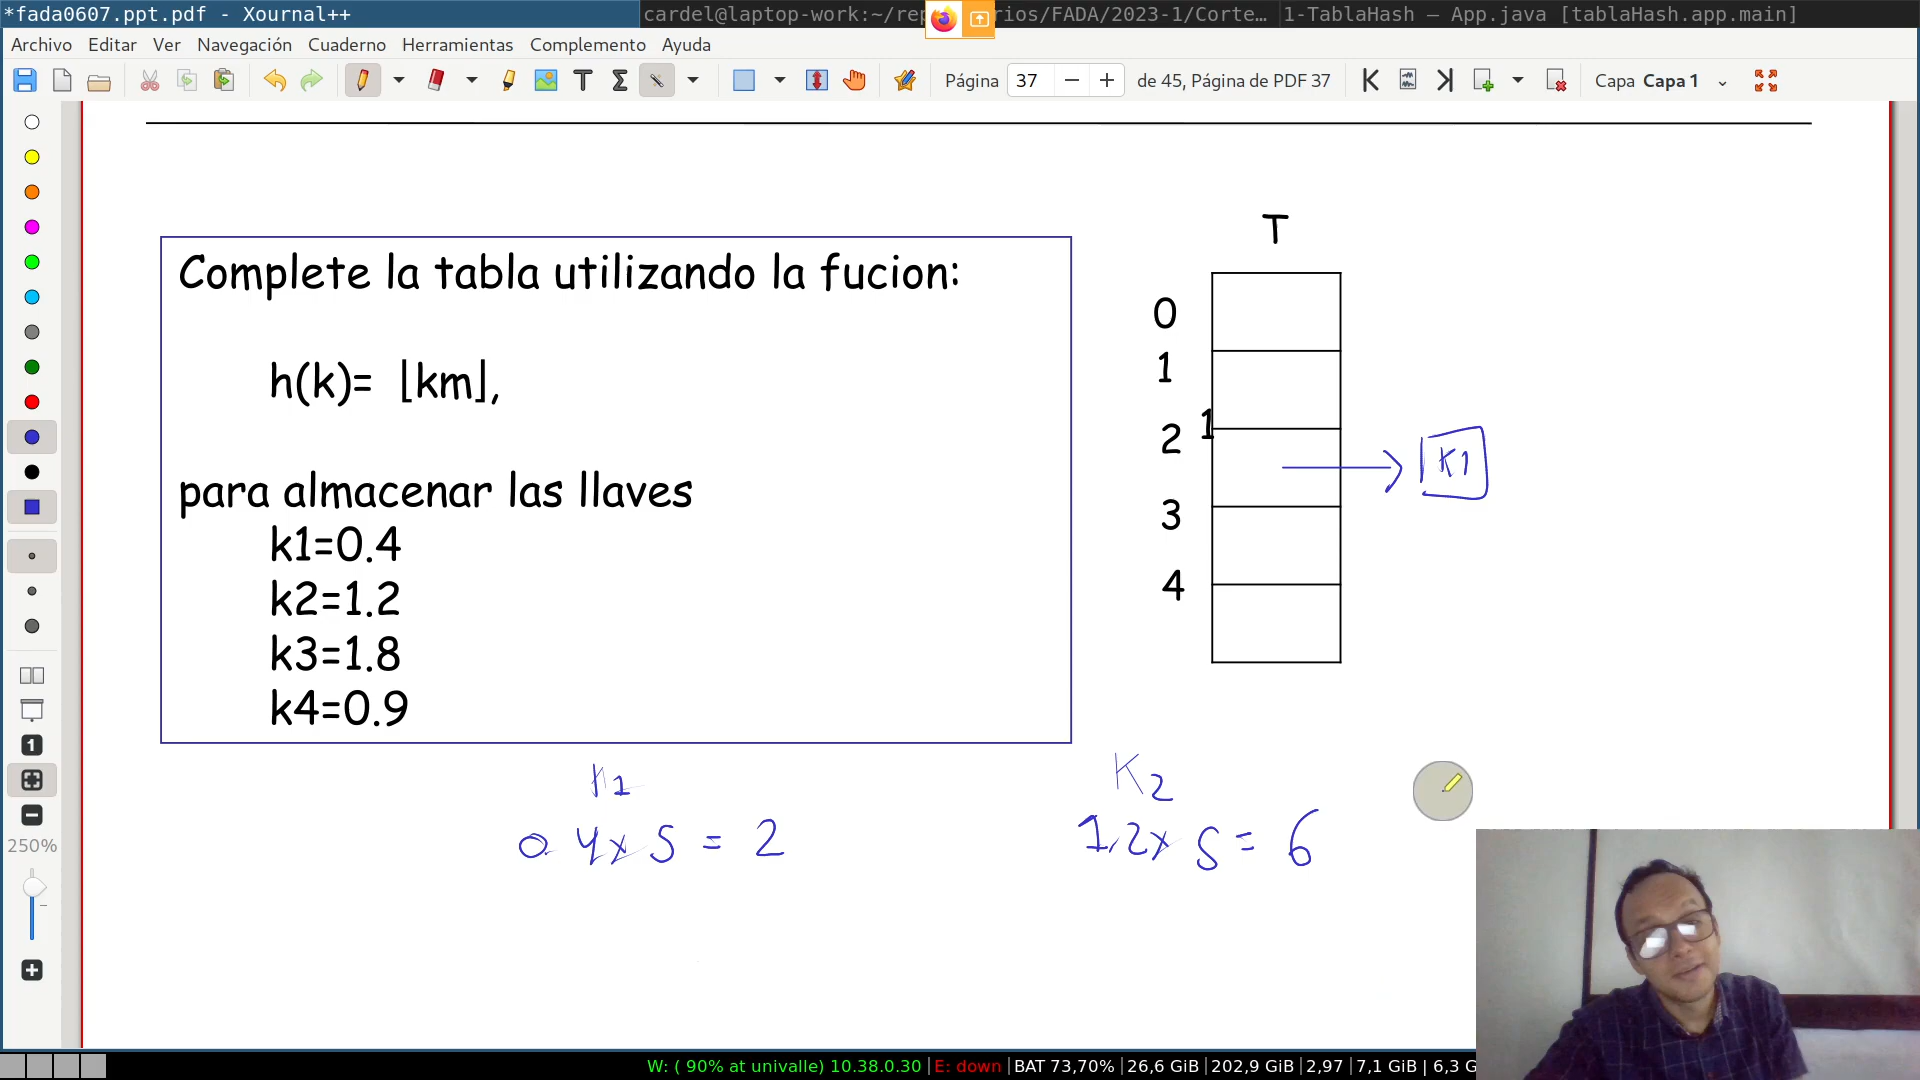 *fada0607.ppt.pdf - Xournal++
cardel@laptop-work:~/rep
rios/FADA/2023-1/Corte…
1-TablaHash – App.java [tablaHash.app.main]
Archivo Editar Ver Navegación Cuaderno Herramientas Complemento Ayuda
Página 37 de 45, Página de PDF 37 Capa Capa 1
T
Complete la tabla utilizando la fucion:
h(k)= ⌊km⌋,
para almacenar las llaves
k1=0.4
k2=1.2
k3=1.8
k4=0.9
0
1
2
1
3
4
K1
K1
0.4x5 = 2
K2
1.2x5 = 6
1
250%
W: ( 90% at univalle) 10.38.0.30 | E: down | BAT 73,70% | 26,6 GiB | 202,9 GiB | 2,97 | 7,1 GiB | 6,3 G